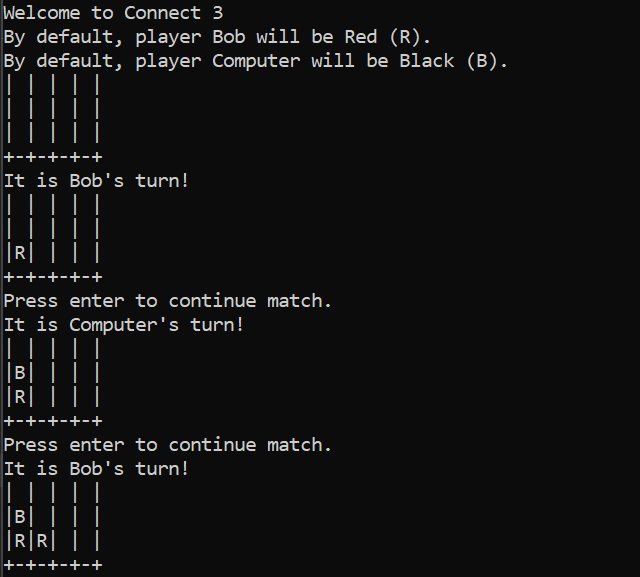 Welcome to Connect 3
By default, player Bob will be Red (R).
By default, player Computer will be Black (B).
| | | | |
| | | | |
| | | | |
+-+-+-+-+
It is Bob's turn!
| | | | |
| | | | |
|R| | | |
+-+-+-+-+
Press enter to continue match.
It is Computer's turn!
| | | | |
|B| | | |
|R| | | |
+-+-+-+-+
Press enter to continue match.
It is Bob's turn!
| | | | |
|B| | | |
|R|R| | |
+-+-+-+-+